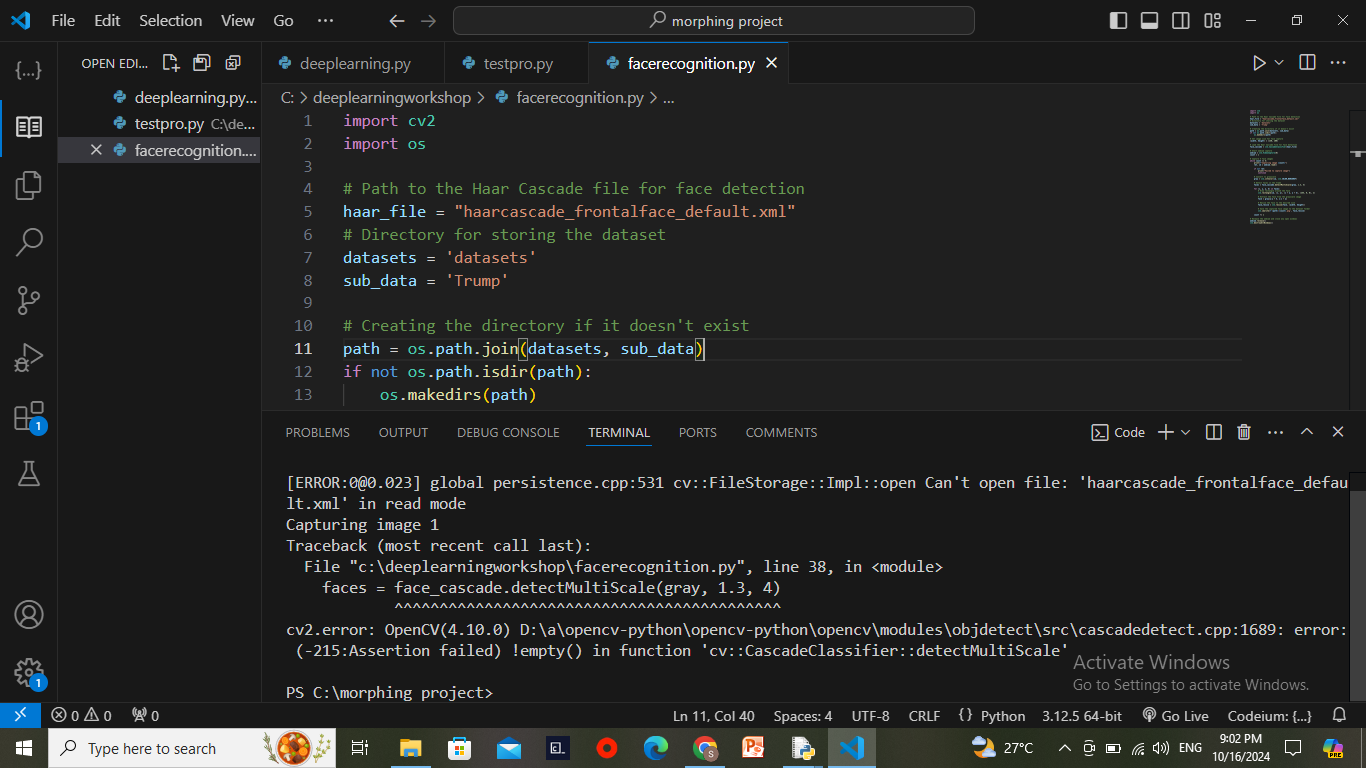 File Edit Selection View Go ··· morphing project
OPEN EDI...
deeplearning.py...
testpro.py C:\de...
facerecognition....
deeplearning.py testpro.py facerecognition.py
C: > deeplearningworkshop > facerecognition.py > ...
1 import cv2
2 import os
3
4 # Path to the Haar Cascade file for face detection
5 haar_file = "haarcascade_frontalface_default.xml"
6 # Directory for storing the dataset
7 datasets = 'datasets'
8 sub_data = 'Trump'
9
10 # Creating the directory if it doesn't exist
11 path = os.path.join(datasets, sub_data)
12 if not os.path.isdir(path):
13 os.makedirs(path)
PROBLEMS OUTPUT DEBUG CONSOLE TERMINAL PORTS COMMENTS Code
[ERROR:0@0.023] global persistence.cpp:531 cv::FileStorage::Impl::open Can't open file: 'haarcascade_frontalface_defau
lt.xml' in read mode
Capturing image 1
Traceback (most recent call last):
File "c:\deeplearningworkshop\facerecognition.py", line 38, in <module>
faces = face_cascade.detectMultiScale(gray, 1.3, 4)
^^^^^^^^^^^^^^^^^^^^^^^^^^^^^^^^^^^^^^^^^^^
cv2.error: OpenCV(4.10.0) D:\a\opencv-python\opencv-python\opencv\modules\objdetect\src\cascadedetect.cpp:1689: error:
(-215:Assertion failed) !empty() in function 'cv::CascadeClassifier::detectMultiScale'
PS C:\morphing project>
Activate Windows
Go to Settings to activate Windows.
1
1
0 0 0 Ln 11, Col 40 Spaces: 4 UTF-8 CRLF {} Python 3.12.5 64-bit Go Live Codeium: {...}
Type here to search 27°C ENG 9:02 PM
10/16/2024
PRE